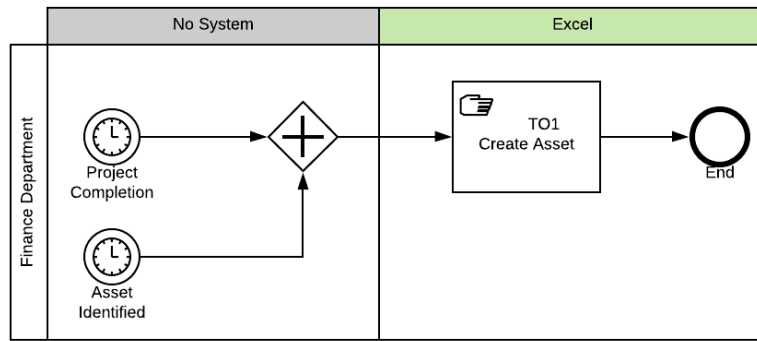 No System
Excel
Finance Department
Project
Completion
Asset
Identified
TO1
Create Asset
End